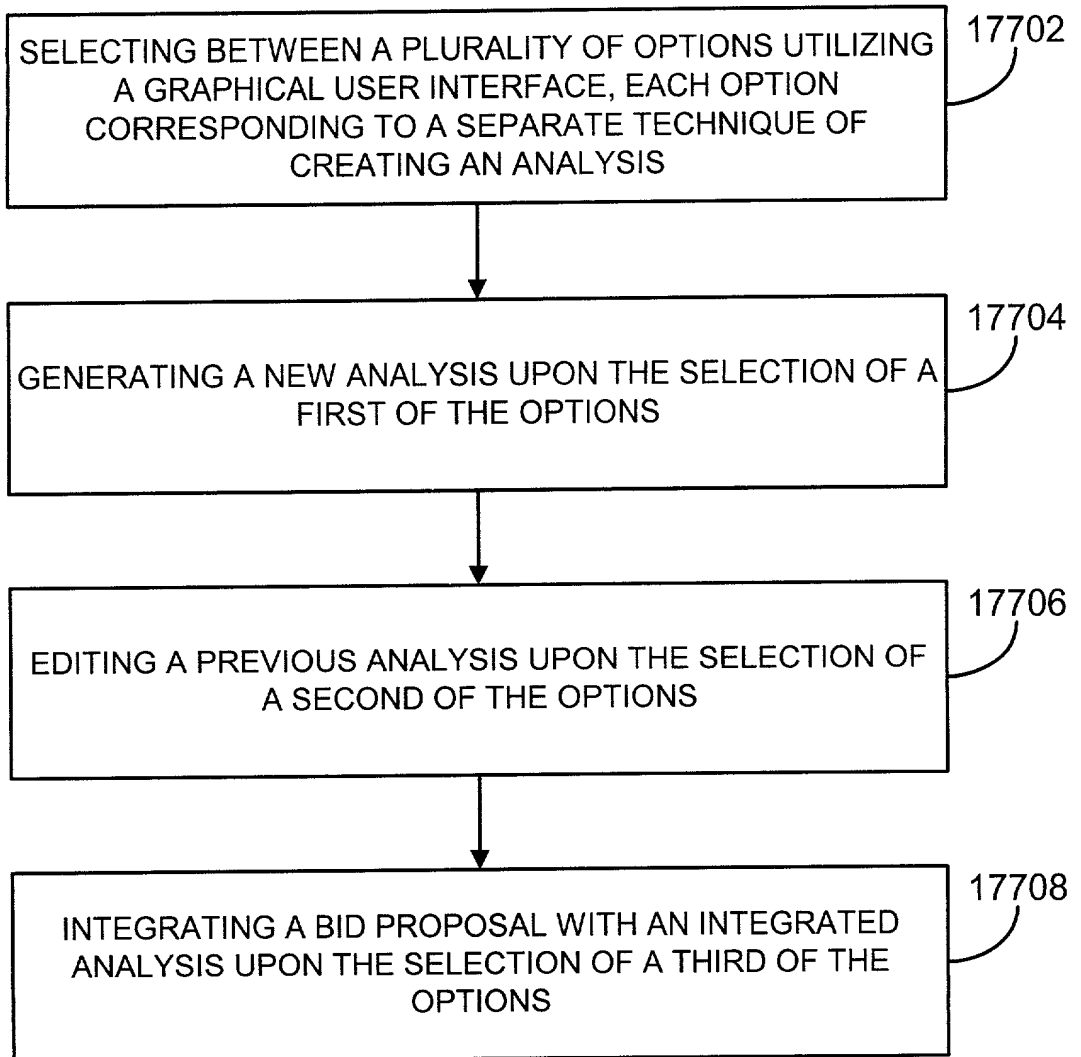 SELECTING BETWEEN A PLURALITY OF OPTIONS UTILIZING
A GRAPHICAL USER INTERFACE, EACH OPTION
CORRESPONDING TO A SEPARATE TECHNIQUE OF
CREATING AN ANALYSIS
17702
GENERATING A NEW ANALYSIS UPON THE SELECTION OF A
FIRST OF THE OPTIONS
17704
EDITING A PREVIOUS ANALYSIS UPON THE SELECTION OF
A SECOND OF THE OPTIONS
17706
INTEGRATING A BID PROPOSAL WITH AN INTEGRATED
ANALYSIS UPON THE SELECTION OF A THIRD OF THE
OPTIONS
17708